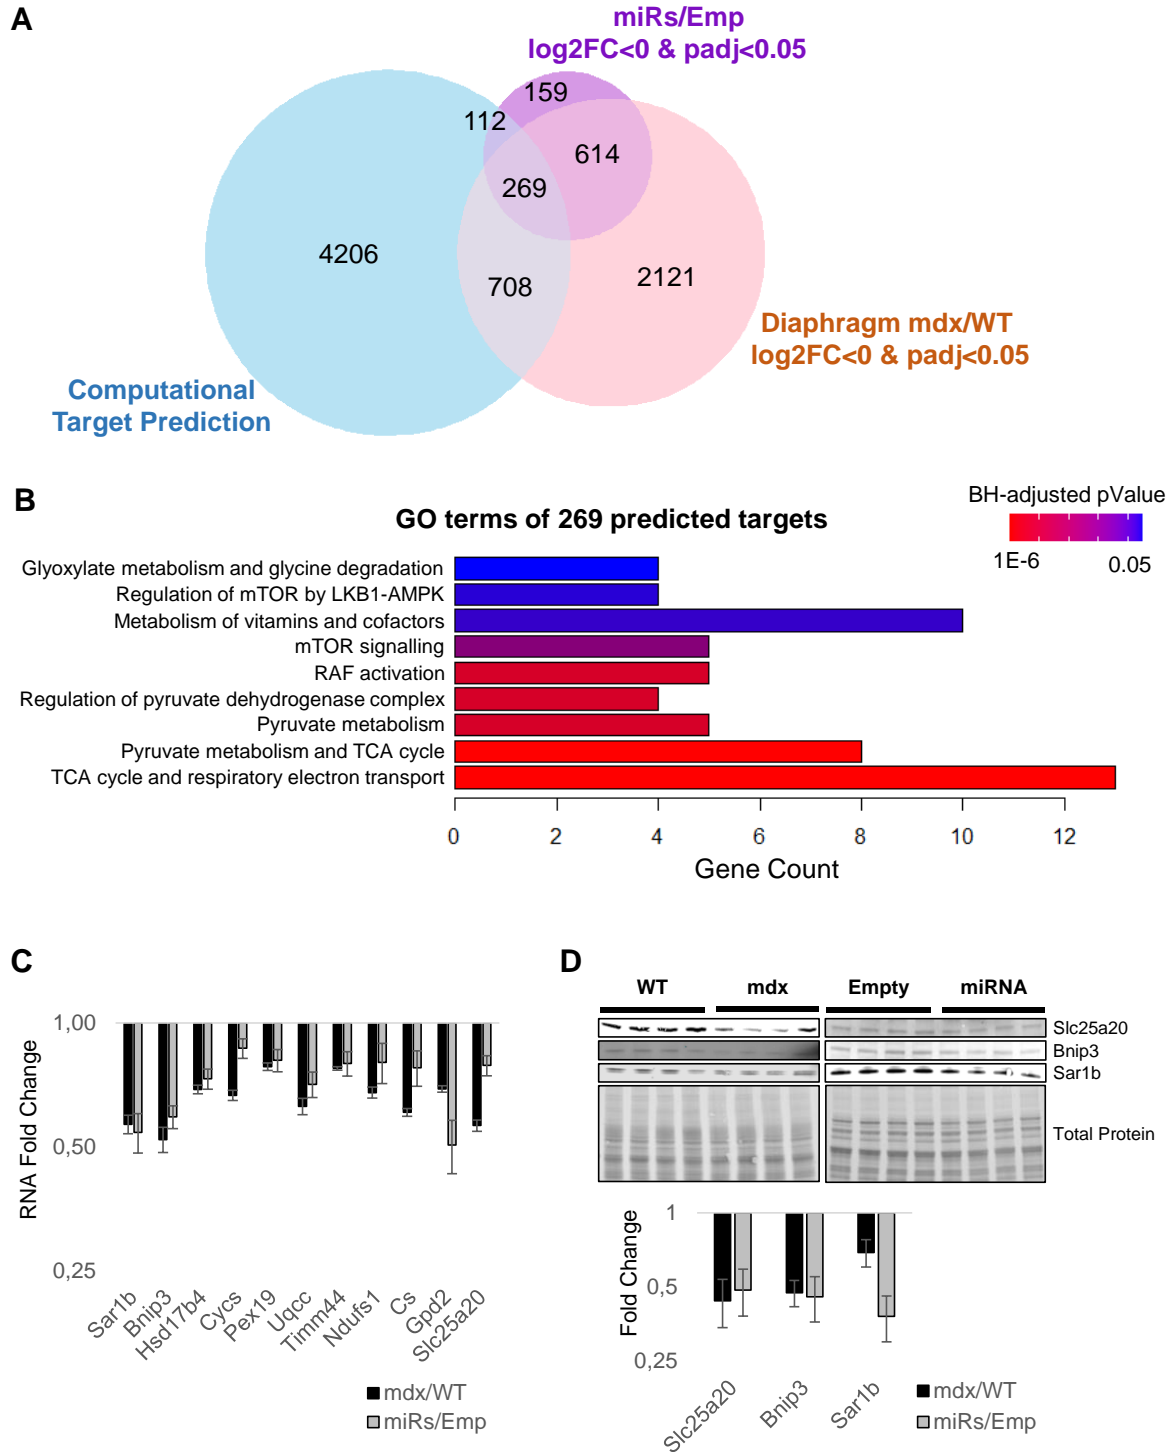 A
miRs/Emp
log2FC<0 & padj<0.05
159
112
614
269
4206
708
2121
Diaphragm mdx/WT
log2FC<0 & padj<0.05
Computational
Target Prediction
B
GO terms of 269 predicted targets
BH-adjusted pValue
1E-6
0.05
Glyoxylate metabolism and glycine degradation
Regulation of mTOR by LKB1-AMPK
Metabolism of vitamins and cofactors
mTOR signalling
RAF activation
Regulation of pyruvate dehydrogenase complex
Pyruvate metabolism
Pyruvate metabolism and TCA cycle
TCA cycle and respiratory electron transport
0 2 4 6 8 10 12
Gene Count
C
RNA Fold Change
1,00
0,50
0,25
Sar1b
Bnip3
Hsd17b4
Cycs
Pex19
Uqcc
Timm44
Ndufs1
Cs
Gpd2
Slc25a20
mdx/WT
miRs/Emp
D
WT mdx Empty miRNA
Slc25a20
Bnip3
Sar1b
Total Protein
Fold Change
1
0,5
0,25
Slc25a20
Bnip3
Sar1b
mdx/WT
miRs/Emp